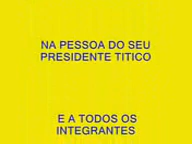 NA PESSOA DO SEU
PRESIDENTE TITICO
E A TODOS OS
INTEGRANTES